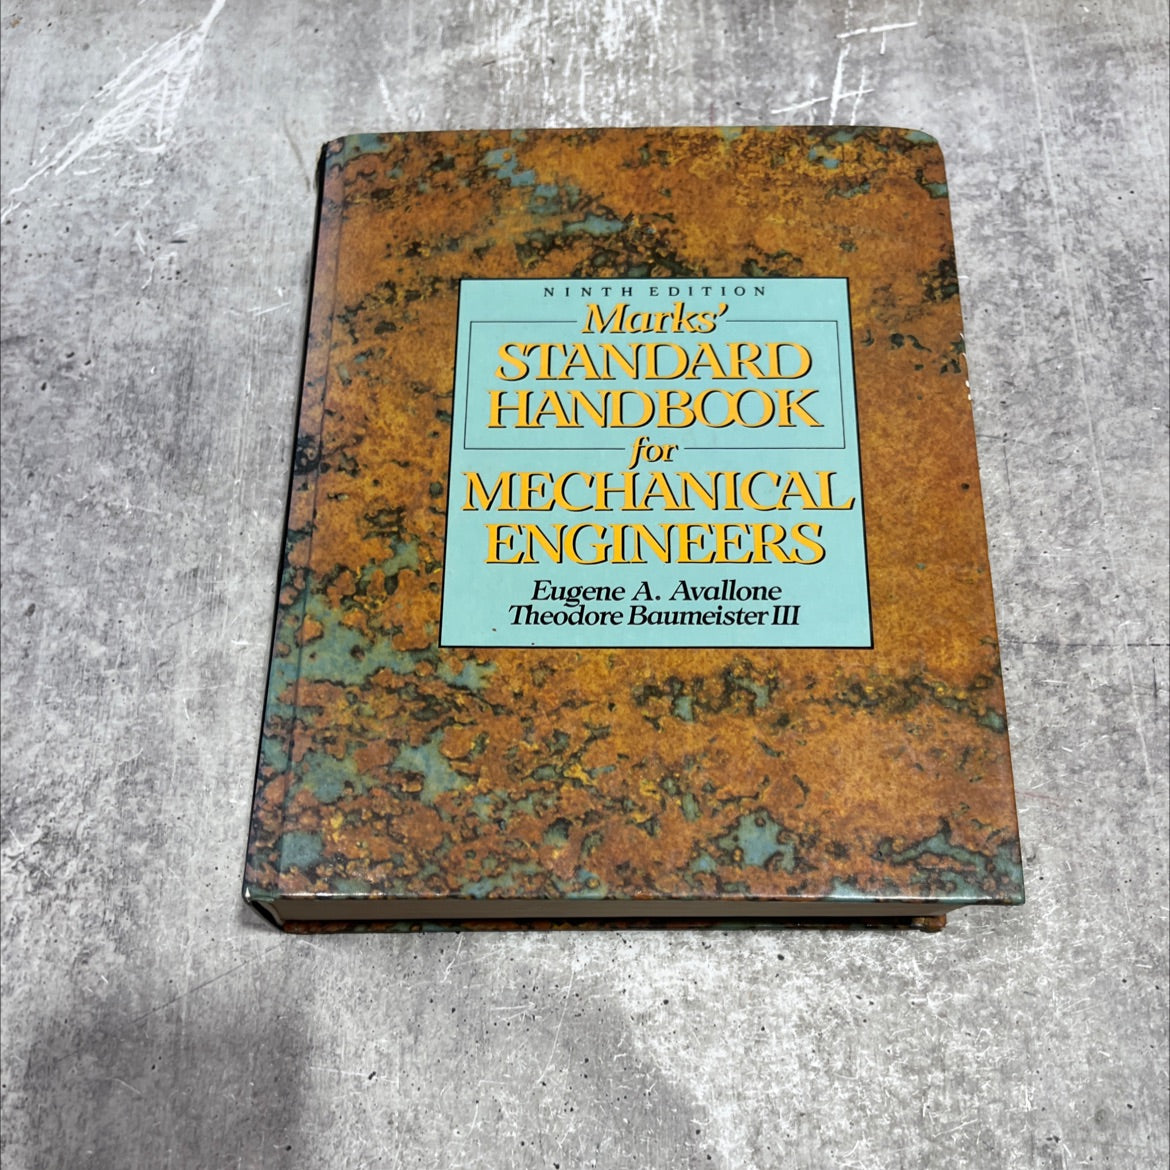 NINTH EDITION
Marks'
STANDARD
HANDBOOK
for
MECHANICAL
ENGINEERS
Eugene A. Avallone
Theodore Baumeister III